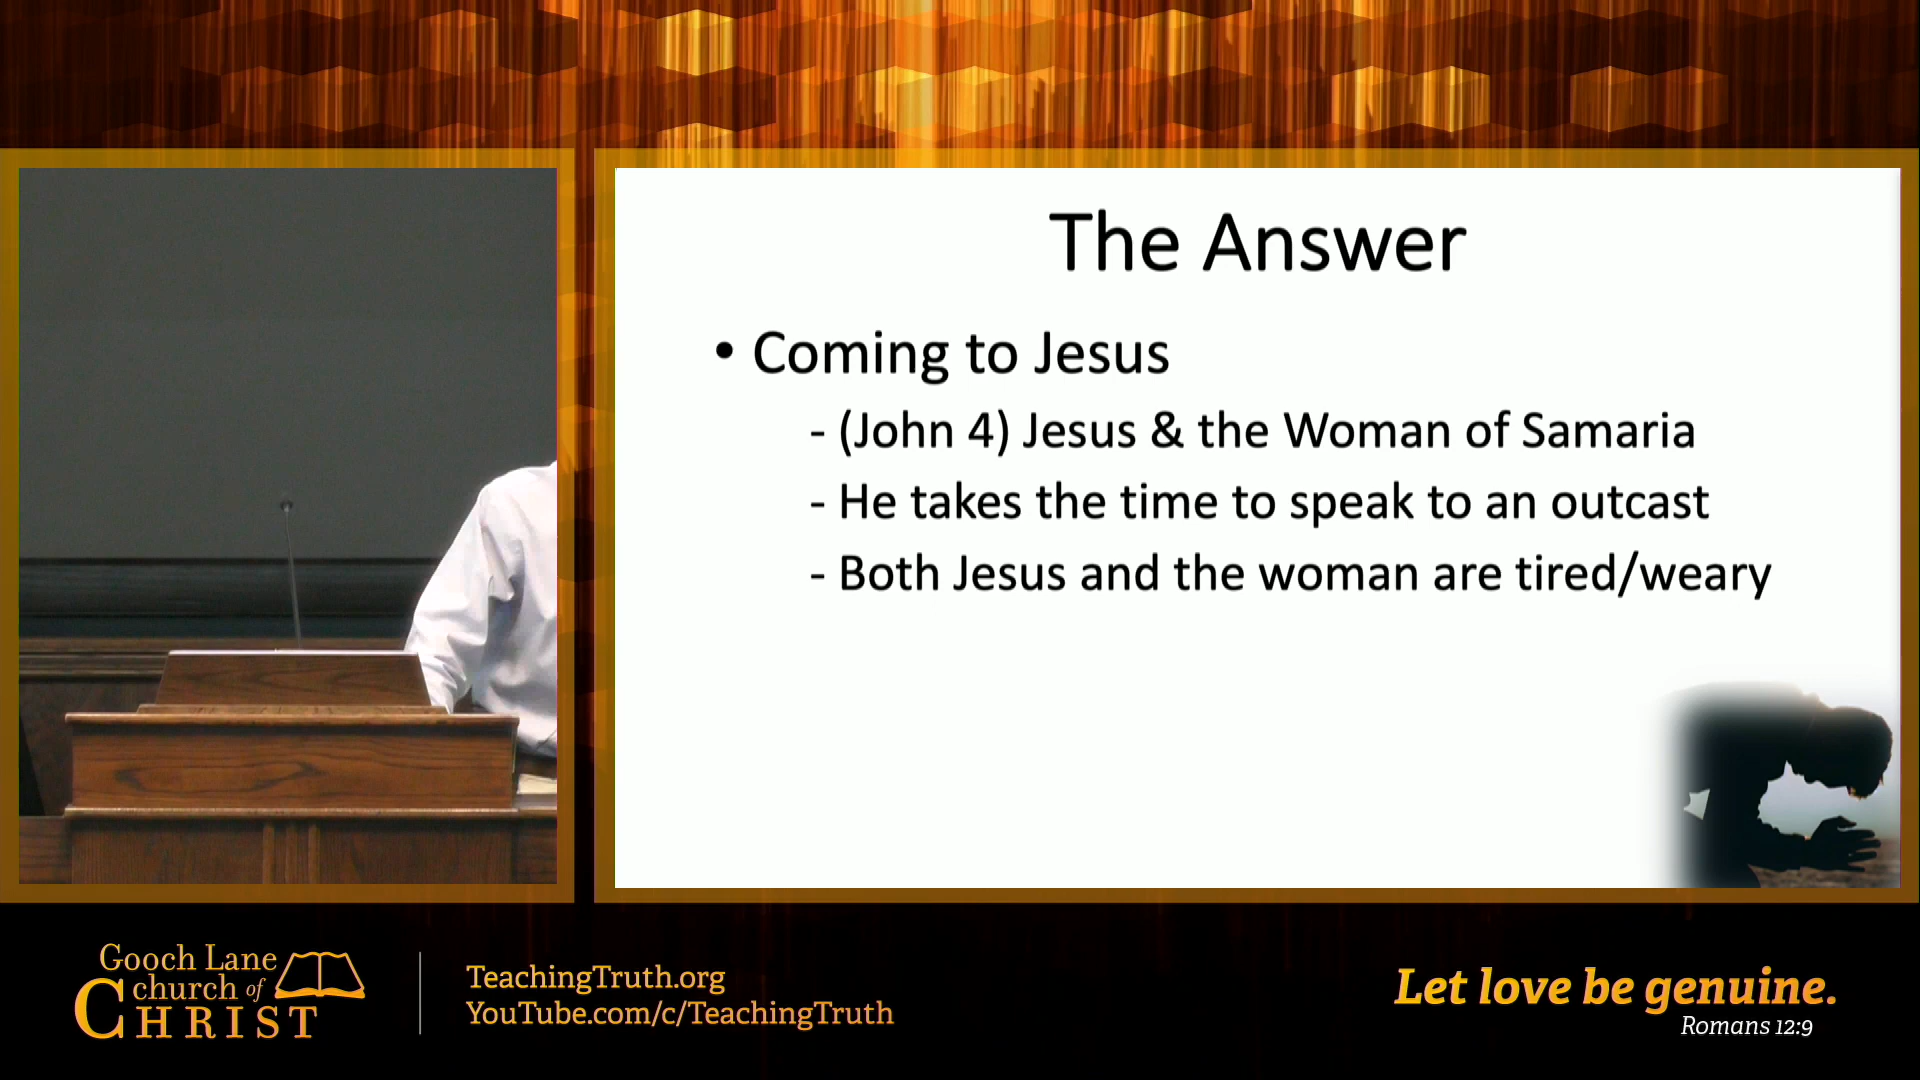 The Answer
• Coming to Jesus
- (John 4) Jesus & the Woman of Samaria
- He takes the time to speak to an outcast
- Both Jesus and the woman are tired/weary
Gooch Lane
church of
CHRIST
TeachingTruth.org
YouTube.com/c/TeachingTruth
Let love be genuine.
Romans 12:9